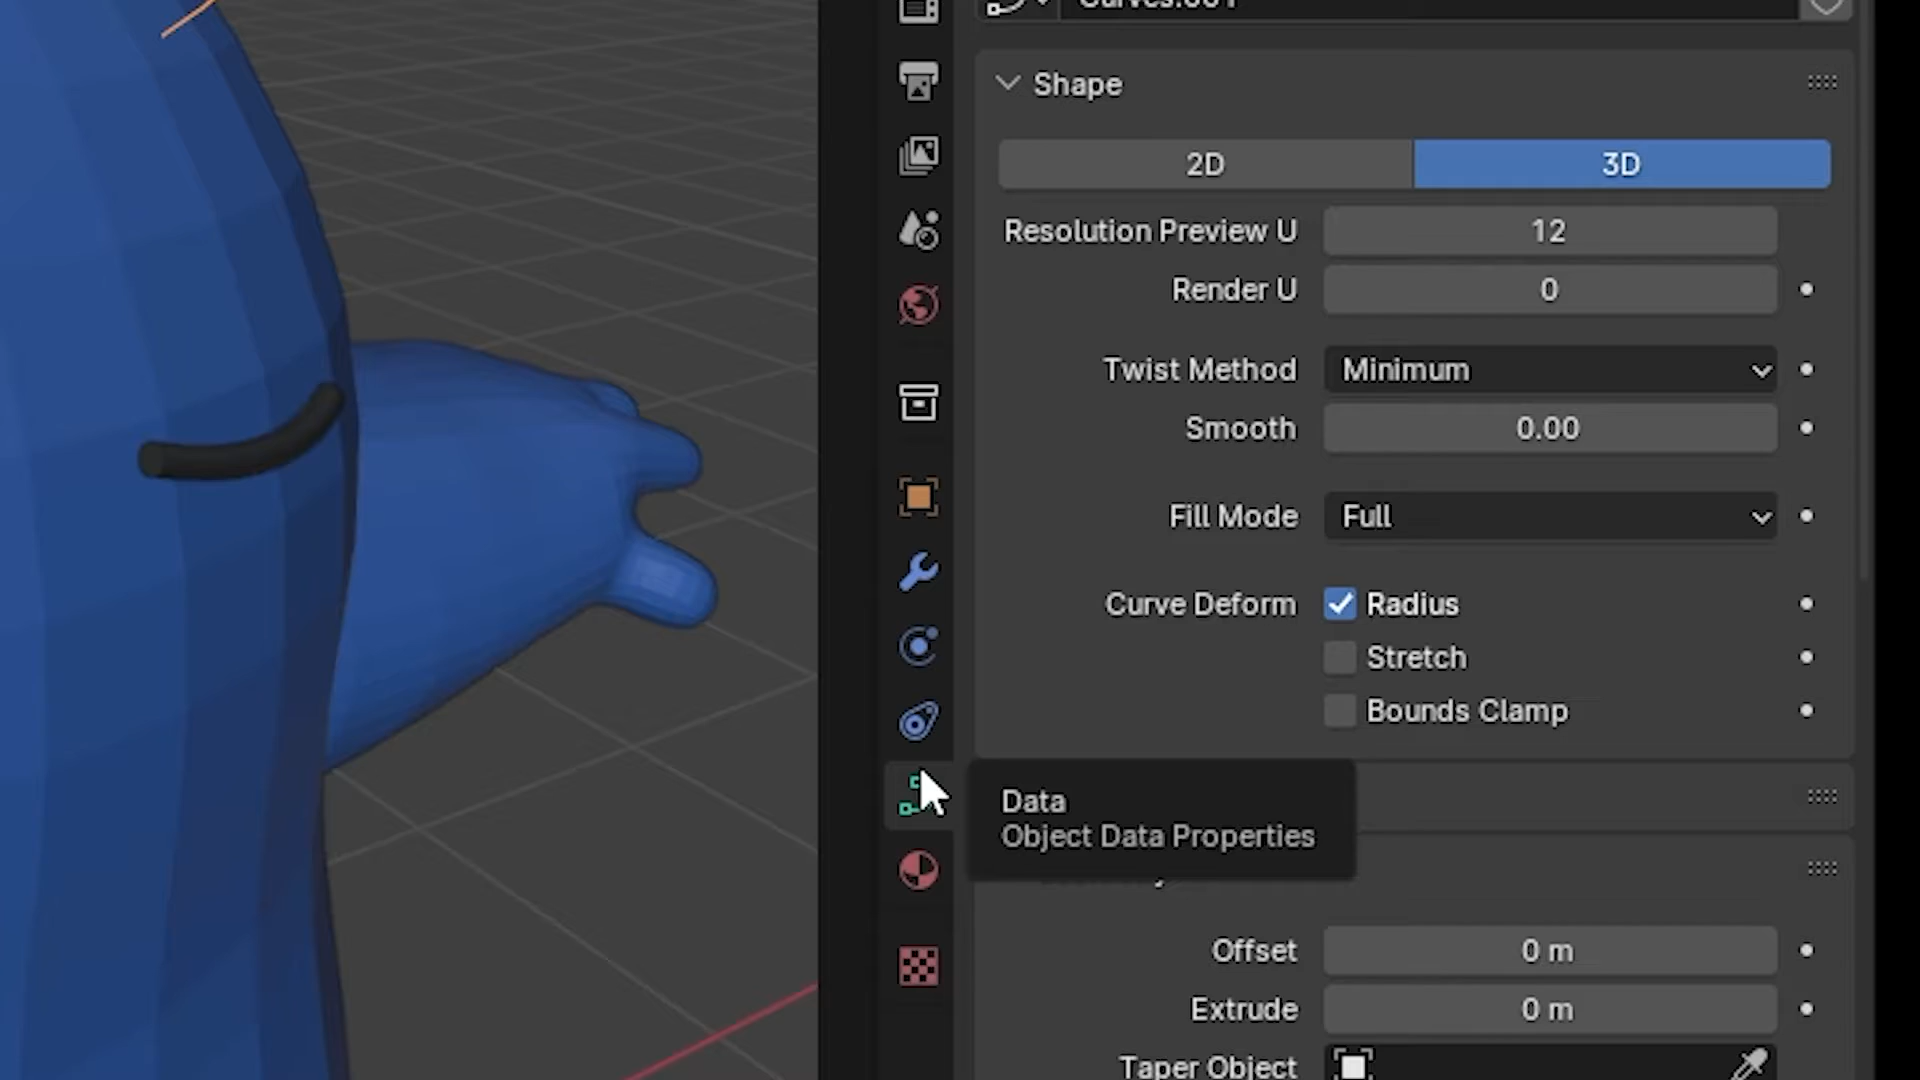 Shape
2D 3D
Resolution Preview U 12
Render U 0
Twist Method Minimum
Smooth 0.00
Fill Mode Full
Curve Deform Radius
Stretch
Bounds Clamp
Data
Object Data Properties
Offset 0 m
Extrude 0 m
Taper Object